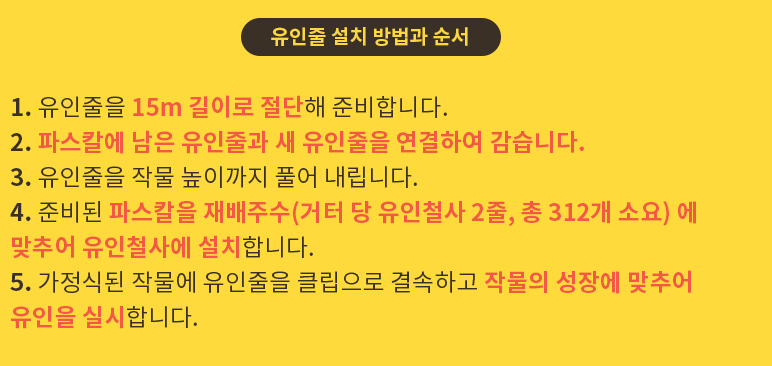 유인줄 설치 방법과 순서
1. 유인줄을 15m 길이로 절단해 준비합니다.
2. 파스칼에 남은 유인줄과 새 유인줄을 연결하여 감습니다.
3. 유인줄을 작물 높이까지 풀어 내립니다.
4. 준비된 파스칼을 재배주수(거터 당 유인철사 2줄, 총 312개 소요) 에
맞추어 유인철사에 설치합니다.
5. 가정식된 작물에 유인줄을 클립으로 결속하고 작물의 성장에 맞추어
유인을 실시합니다.